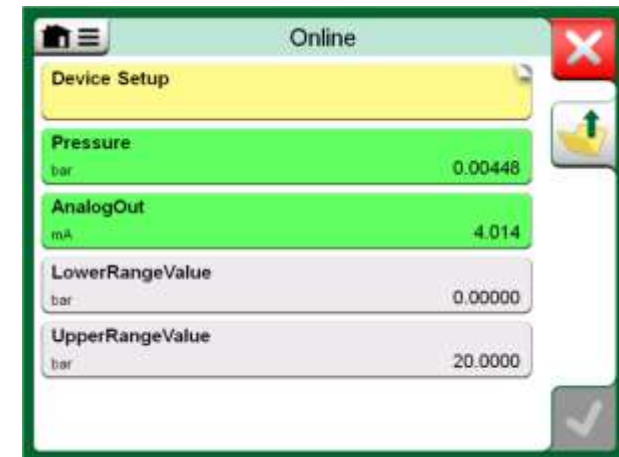 Online
Device Setup
Pressure
bar
0.00448
AnalogOut
mA
4.014
LowerRangeValue
bar
0.00000
UpperRangeValue
bar
20.0000